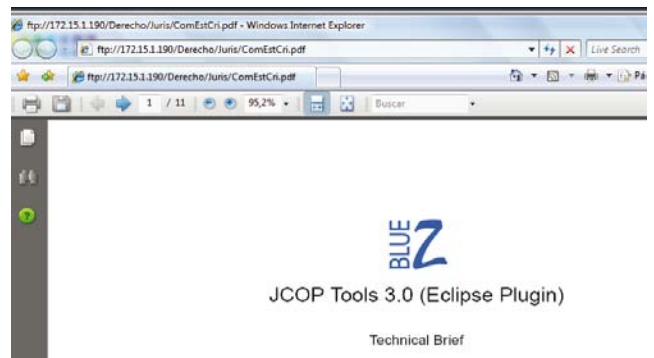 ftp://172.15.1.190/Derecho/Juris/ComEstCri.pdf - Windows Internet Explorer
ftp://172.15.1.190/Derecho/Juris/ComEstCri.pdf
Live Search
ftp://172.15.1.190/Derecho/Juris/ComEstCri.pdf
Pá
1 / 11
95,2%
Buscar
BLUE Z
JCOP Tools 3.0 (Eclipse Plugin)
Technical Brief